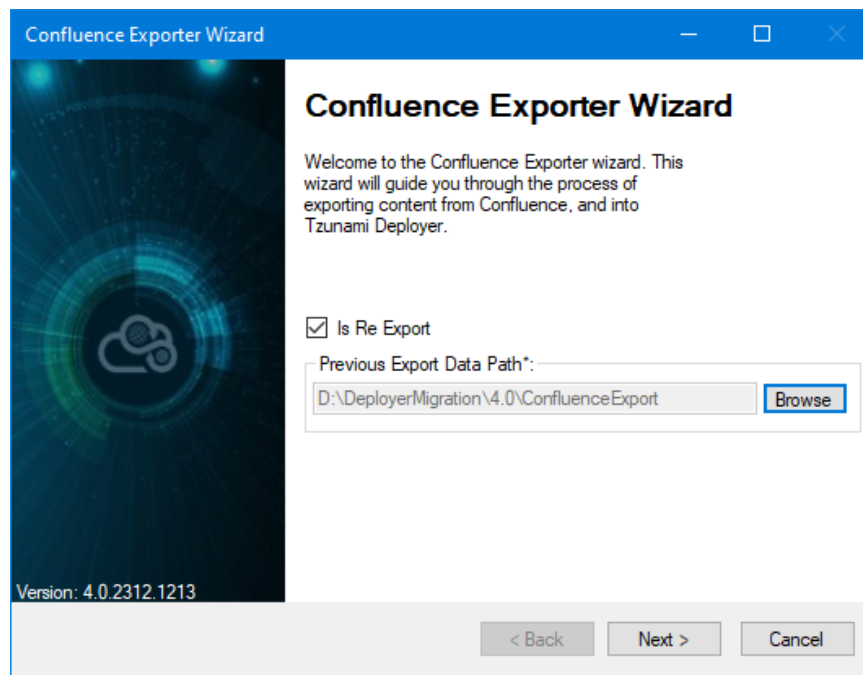 Confluence Exporter Wizard
Confluence Exporter Wizard
Welcome to the Confluence Exporter wizard. This
wizard will guide you through the process of
exporting content from Confluence, and into
Tzunami Deployer.
Is Re Export
Previous Export Data Path*:
D:\DeployerMigration\4.0\ConfluenceExport
Browse
Version: 4.0.2312.1213
< Back
Next >
Cancel